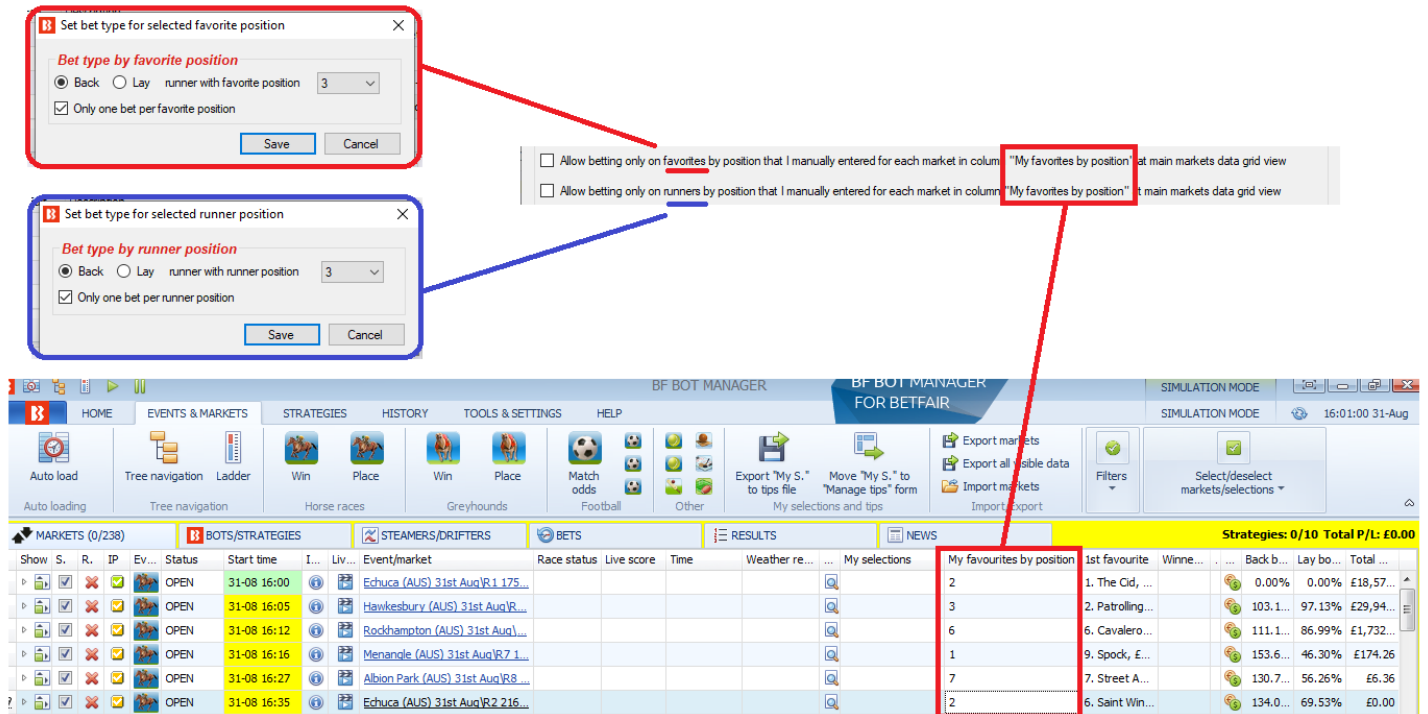 Set bet type for selected favorite position
Bet type by favorite position
Back Lay runner with favorite position 3
Only one bet per favorite position
Save Cancel
Allow betting only on favorites by position that I manually entered for each market in colum "My favorites by position" at main markets data grid view
Allow betting only on runners by position that I manually entered for each market in column "My favorites by position" t main markets data grid view
Set bet type for selected runner position
Bet type by runner position
Back Lay runner with runner position 3
Only one bet per runner position
Save Cancel
BF BOT MANAGER
BF BOT MANAGER
FOR BETFAIR
SIMULATION MODE
HOME EVENTS & MARKETS STRATEGIES HISTORY TOOLS & SETTINGS HELP
SIMULATION MODE 16:01:00 31-Aug
Auto load
Tree navigation Ladder
Win Place
Win Place
Match odds
Export "My S." to tips file
Move "My S." to "Manage tips" form
Export markets
Export all visible data
Import markets
Filters
Select/deselect markets/selections
Auto loading Tree navigation Horse races Greyhounds Football Other My selections and tips Import/Export
MARKETS (0/238) BOTS/STRATEGIES STEAMERS/DRIFTERS BETS RESULTS NEWS Strategies: 0/10 Total P/L: £0.00
Show S. R. IP Ev... Status Start time I... Liv... Event/market Race status Live score Time Weather re... ... My selections My favourites by position 1st favourite Winne... . ... Back b... Lay bo... Total ...
OPEN 31-08 16:00 Echuca (AUS) 31st Aug\R1 175... 2 1. The Cid, ... 0.00% 0.00% £18,57...
OPEN 31-08 16:05 Hawkesbury (AUS) 31st Aug\R... 3 2. Patrolling... 103.1... 97.13% £29,94...
OPEN 31-08 16:12 Rockhampton (AUS) 31st Aug\... 6 6. Cavalero... 111.1... 86.99% £1,732...
OPEN 31-08 16:16 Menangle (AUS) 31st Aug\R7 1... 1 9. Spock, £... 153.6... 46.30% £174.26
OPEN 31-08 16:27 Albion Park (AUS) 31st Aug\R8 ... 7 7. Street A... 130.7... 56.26% £6.36
OPEN 31-08 16:35 Echuca (AUS) 31st Aug\R2 216... 2 6. Saint Win... 134.0... 69.53% £0.00